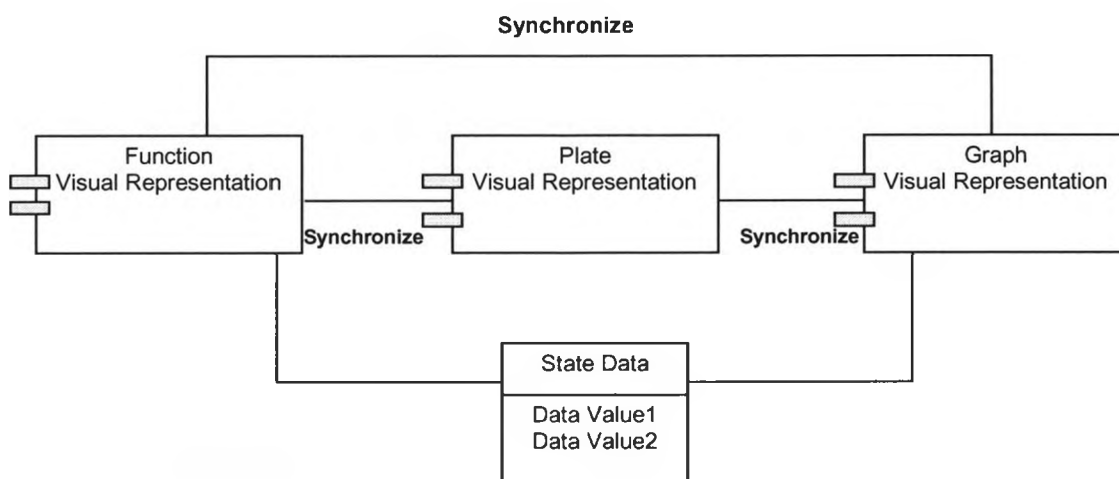 Synchronize
Function
Visual Representation
Plate
Visual Representation
Graph
Visual Representation
Synchronize
Synchronize
State Data
Data Value1
Data Value2